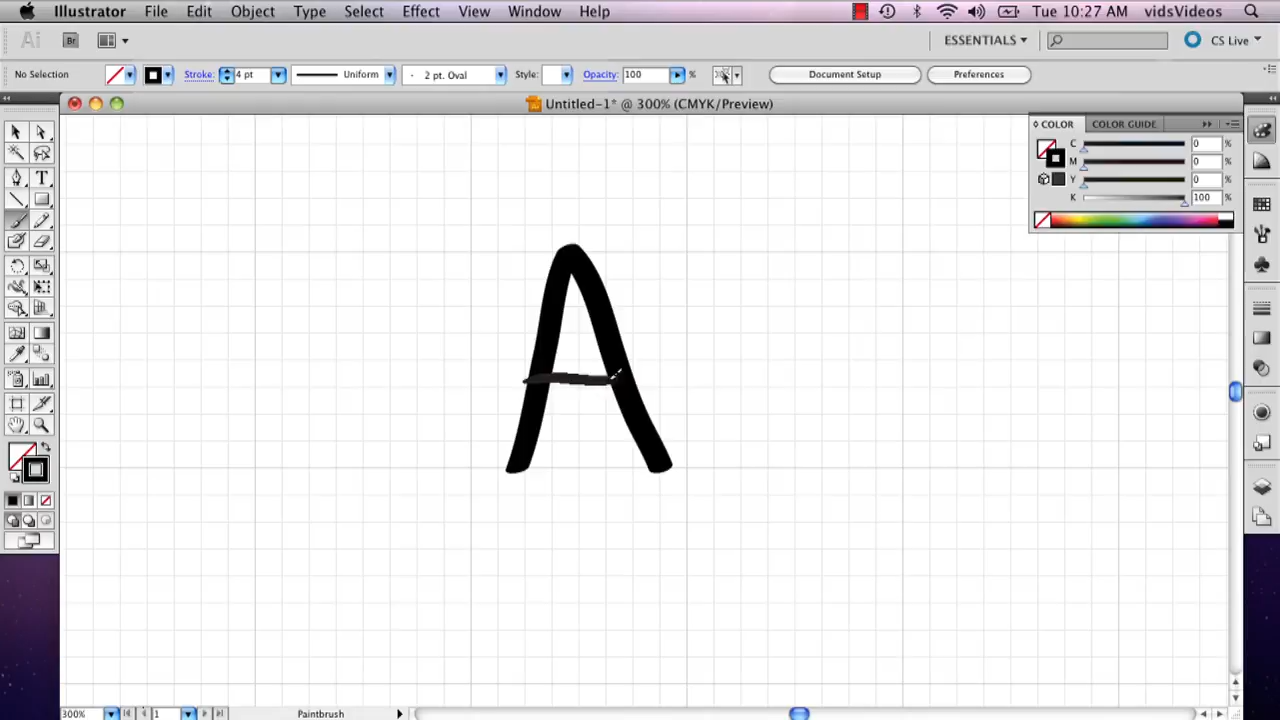 Illustrator File Edit Object Type Select Effect View Window Help Tue 10:27 AM vidsVideos
Ai Br ESSENTIALS CS Live
No Selection Stroke: 4 pt Uniform 2 pt. Oval Style: Opacity: 100 % Document Setup Preferences
Untitled-1* @ 300% (CMYK/Preview)
COLOR COLOR GUIDE
C 0 %
M 0 %
Y 0 %
K 100 %
T
A
300% 1 Paintbrush